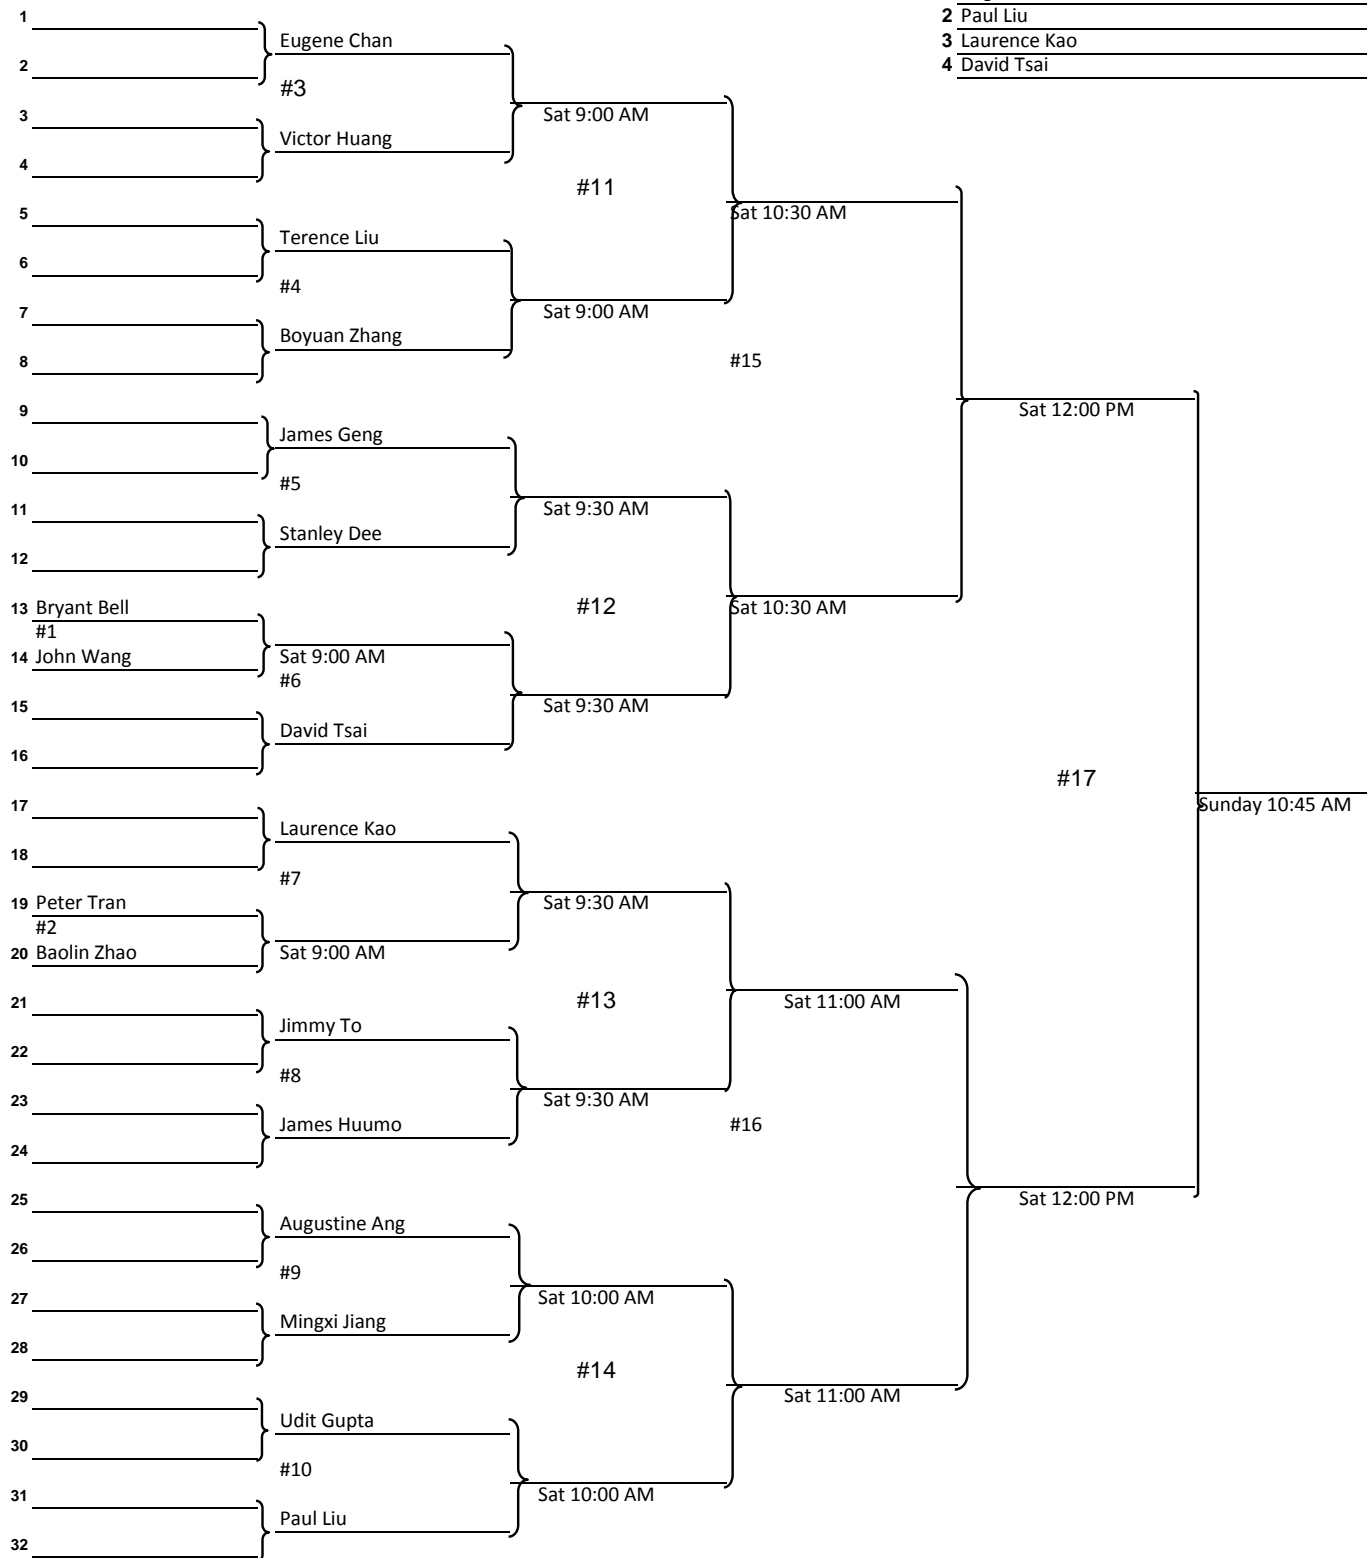 2 Paul Liu
3 Laurence Kao
4 David Tsai
1
Eugene Chan
2
#3
Sat 9:00 AM
3
Victor Huang
4
#11
5
Sat 10:30 AM
Terence Liu
6
#4
7
Sat 9:00 AM
Boyuan Zhang
8
#15
9
Sat 12:00 PM
James Geng
10
#5
11
Sat 9:30 AM
Stanley Dee
12
13 Bryant Bell
#12
Sat 10:30 AM
#1
14 John Wang
Sat 9:00 AM
#6
15
Sat 9:30 AM
David Tsai
16
#17
17
Sunday 10:45 AM
Laurence Kao
18
#7
19 Peter Tran
Sat 9:30 AM
#2
20 Baolin Zhao
Sat 9:00 AM
21
#13
Sat 11:00 AM
Jimmy To
22
#8
23
Sat 9:30 AM
James Huumo
#16
24
25
Sat 12:00 PM
Augustine Ang
26
#9
27
Sat 10:00 AM
Mingxi Jiang
28
#14
29
Sat 11:00 AM
Udit Gupta
30
#10
31
Sat 10:00 AM
Paul Liu
32